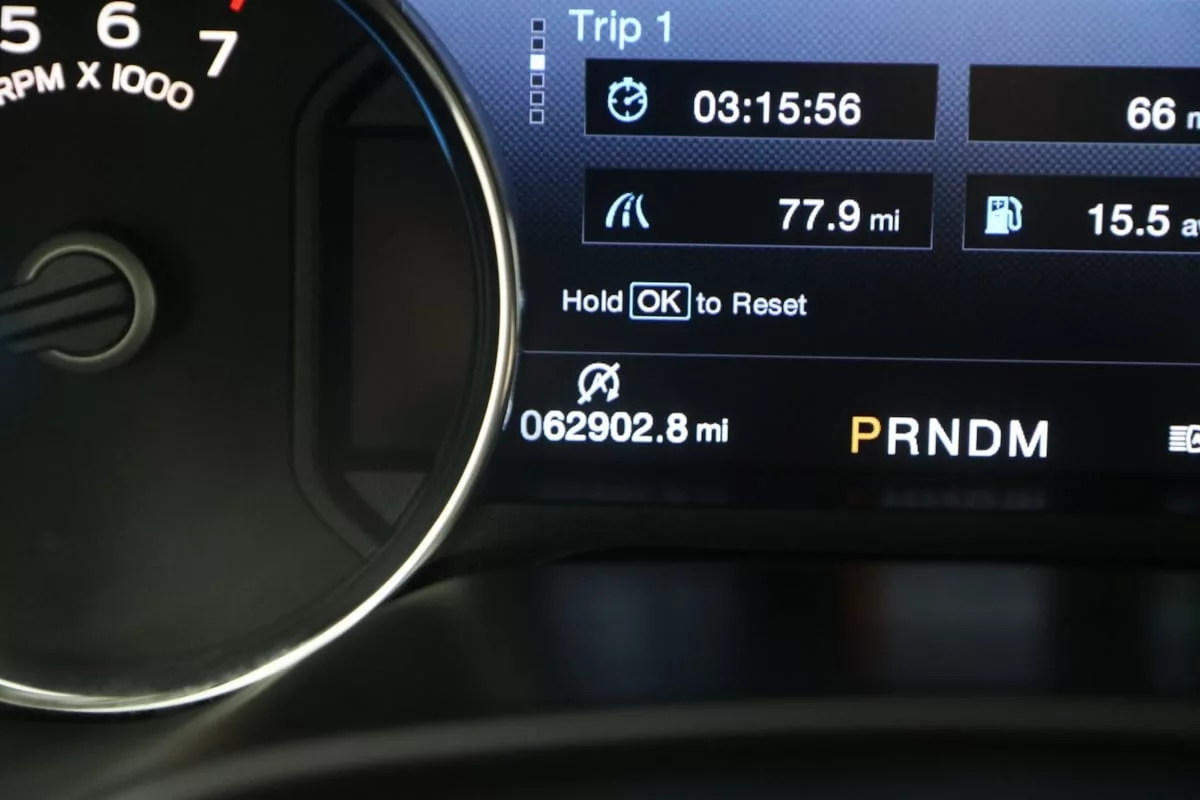 5 6 7
RPM X 1000
Trip 1
03:15:56
66
77.9 mi
15.5
Hold OK to Reset
062902.8 mi
PRNDM